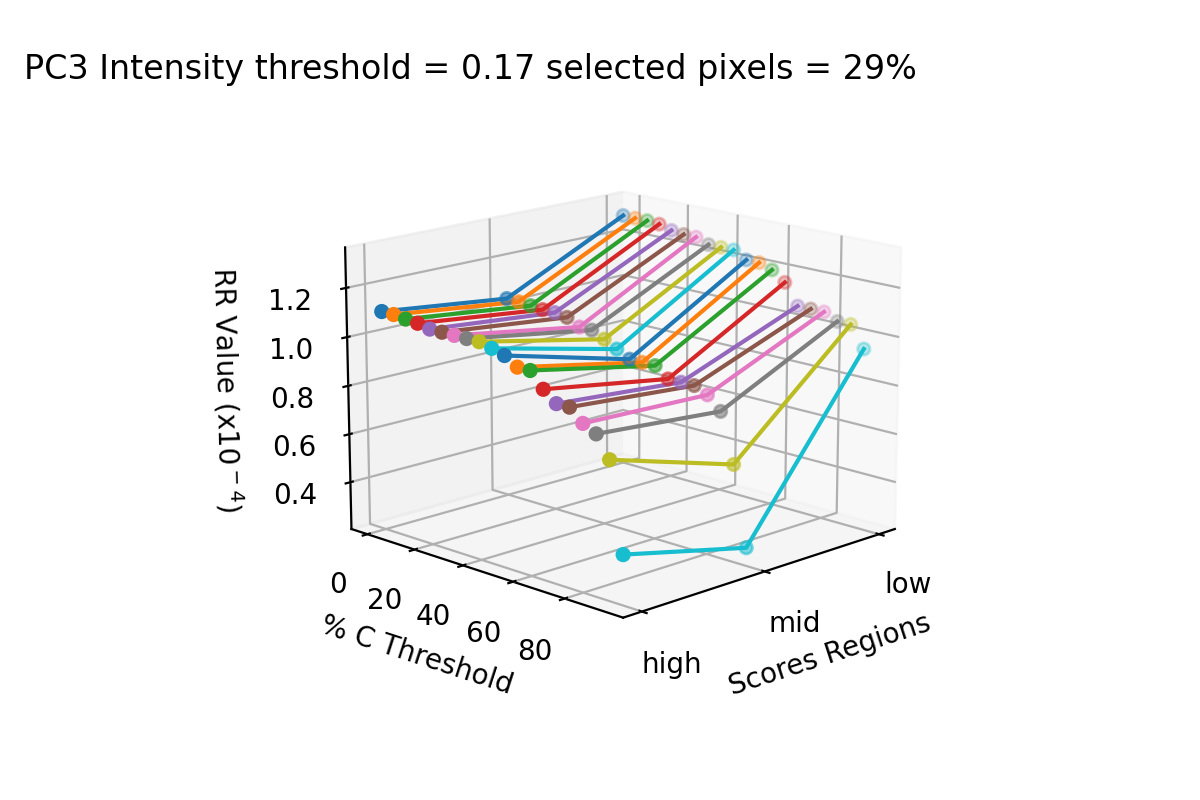 PC3 Intensity threshold = 0.17 selected pixels = 29%
RR Value (x10⁻⁴)
1.2
1.0
0.8
0.6
0.4
0
20
40
60
80
% C Threshold
high
mid
low
Scores Regions